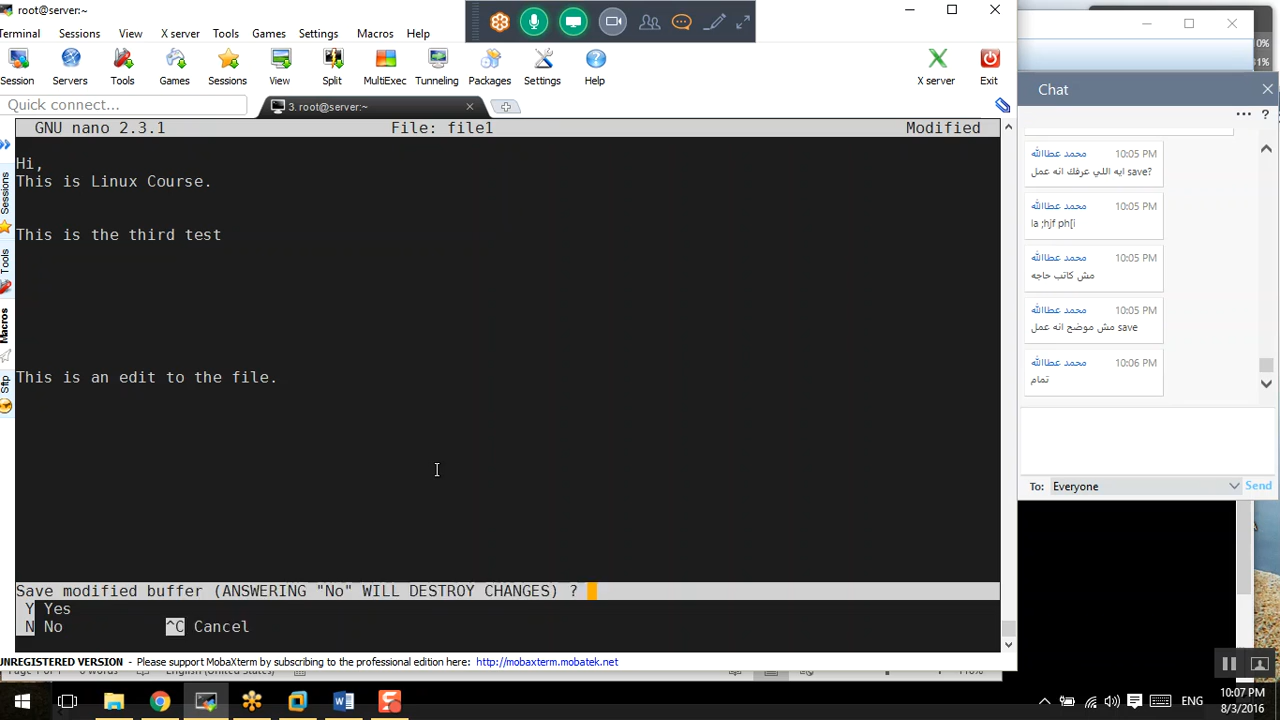 root@server:~
Terminal Sessions View X server Tools Games Settings Macros Help
Session Servers Tools Games Sessions View Split MultiExec Tunneling Packages Settings Help X server Exit
Quick connect...
3. root@server:~
Sessions
Tools
Macros
Sftp
GNU nano 2.3.1 File: file1 Modified
Hi,
This is Linux Course.
This is the third test
This is an edit to the file.
Save modified buffer (ANSWERING "No" WILL DESTROY CHANGES) ?
Y Yes
N No ^C Cancel
UNREGISTERED VERSION - Please support MobaXterm by subscribing to the professional edition here: http://mobaxterm.mobatek.net
0%
Chat
... ?
محمد عطاالله 10:05 PM
ايه اللي عرفك انه عمل save?
محمد عطاالله 10:05 PM
la ;hjf ph[i
محمد عطاالله 10:05 PM
مش كاتب حاجه
محمد عطاالله 10:05 PM
مش موضح انه عمل save
محمد عطاالله 10:06 PM
تمام
To: Everyone Send
ENG
10:07 PM
8/3/2016